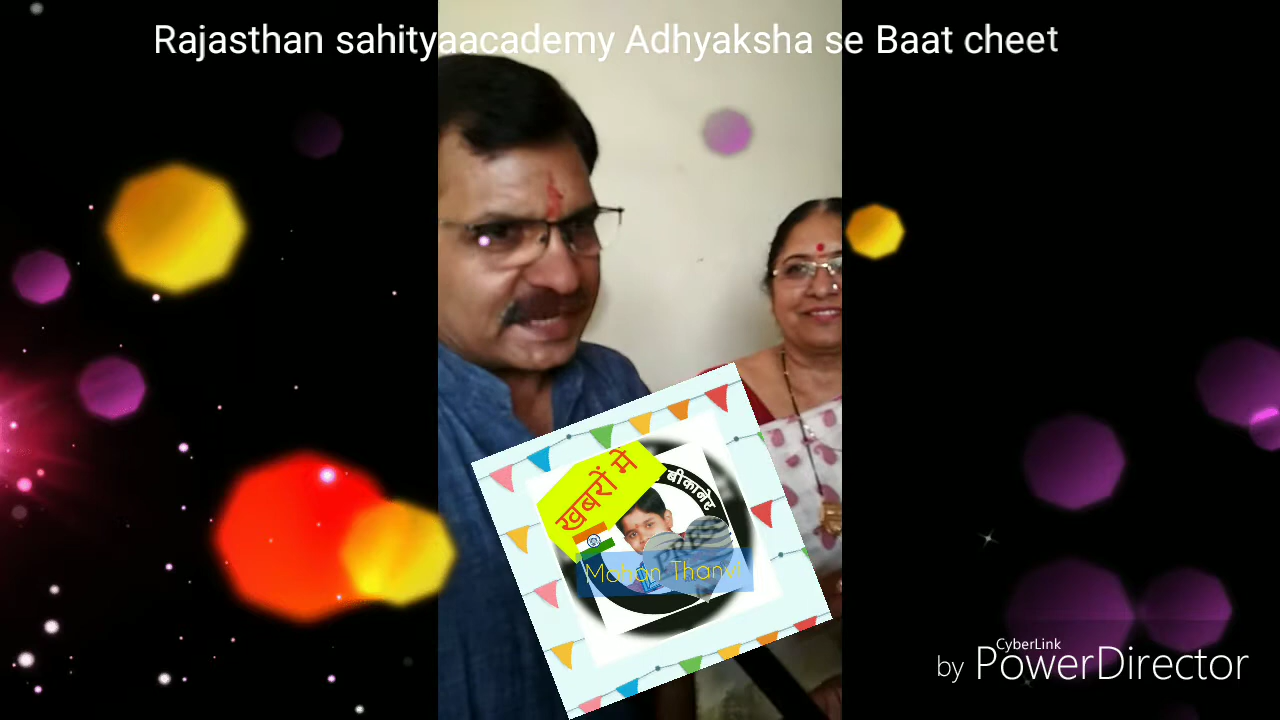 Rajasthan sahityaacademy Adhyaksha se Baat cheet
खबरों में
बीकानेर
PRESS
Mohan Thanvi
CyberLink
by PowerDirector